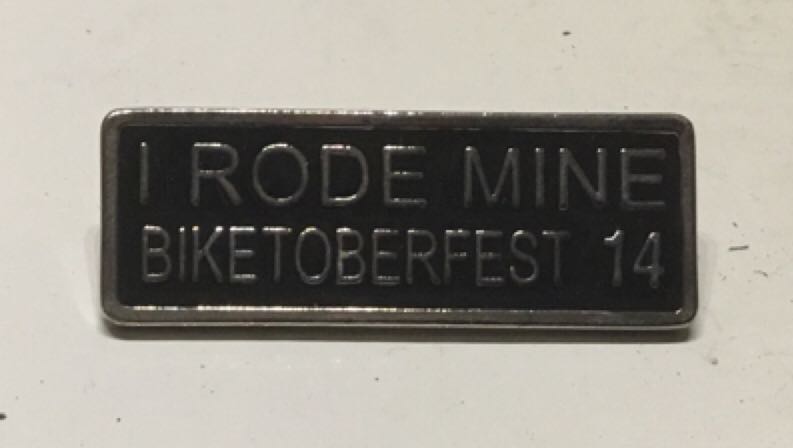 I RODE MINE
BIKETOBERFEST 14